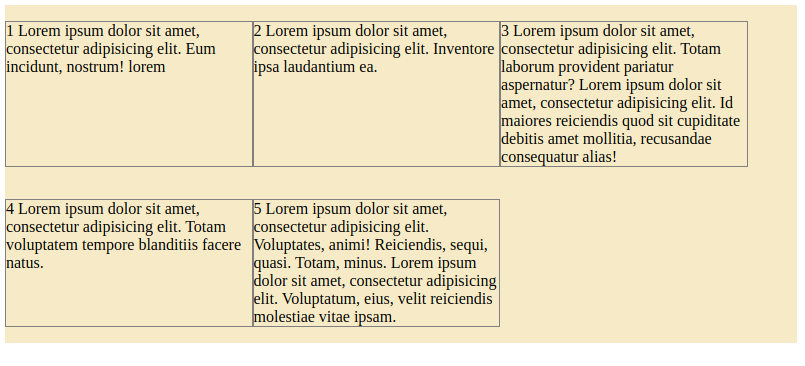 1 Lorem ipsum dolor sit amet,
consectetur adipisicing elit. Eum
incidunt, nostrum! lorem
2 Lorem ipsum dolor sit amet,
consectetur adipisicing elit. Inventore
ipsa laudantium ea.
3 Lorem ipsum dolor sit amet,
consectetur adipisicing elit. Totam
laborum provident pariatur
aspernatur? Lorem ipsum dolor sit
amet, consectetur adipisicing elit. Id
maiores reiciendis quod sit cupiditate
debitis amet mollitia, recusandae
consequatur alias!
4 Lorem ipsum dolor sit amet,
consectetur adipisicing elit. Totam
voluptatem tempore blanditiis facere
natus.
5 Lorem ipsum dolor sit amet,
consectetur adipisicing elit.
Voluptates, animi! Reiciendis, sequi,
quasi. Totam, minus. Lorem ipsum
dolor sit amet, consectetur adipisicing
elit. Voluptatum, eius, velit reiciendis
molestiae vitae ipsam.